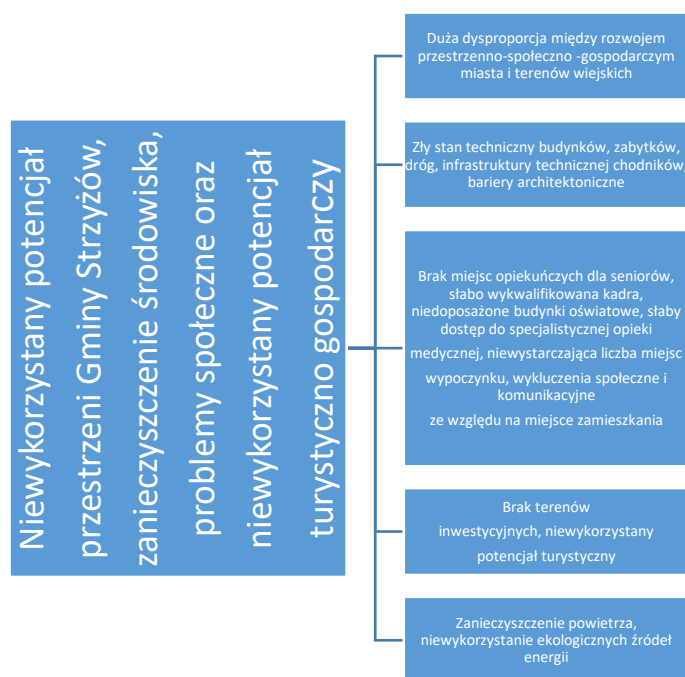 Niewykorzystany potencjał
przestrzeni Gminy Strzyżów,
zanieczyszczenie środowiska,
problemy społeczne oraz
niewykorzystany potencjał
turystyczno gospodarczy
Duża dysproporcja między rozwojem
przestrzenno-społeczno -gospodarczym
miasta i terenów wiejskich
Zły stan techniczny budynków, zabytków,
dróg, infrastruktury technicznej chodników,
bariery architektoniczne
Brak miejsc opiekuńczych dla seniorów,
słabo wykwalifikowana kadra,
niedoposażone budynki oświatowe, słaby
dostęp do specjalistycznej opieki
medycznej, niewystarczająca liczba miejsc
wypoczynku, wykluczenia społeczne i
komunikacyjne
ze względu na miejsce zamieszkania
Brak terenów
inwestycyjnych, niewykorzystany
potencjał turystyczny
Zanieczyszczenie powietrza,
niewykorzystanie ekologicznych źródeł
energii